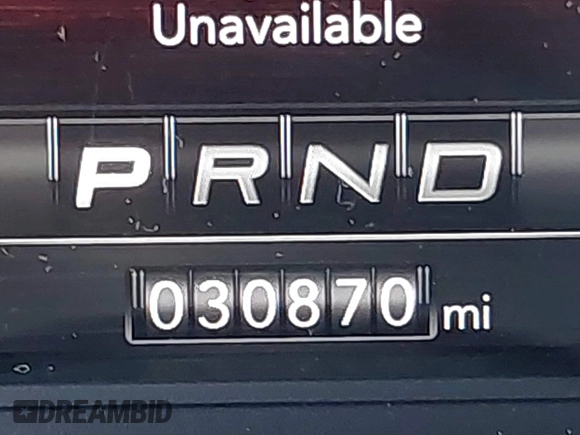 Unavailable
PRND
030870 mi
DREAMBID